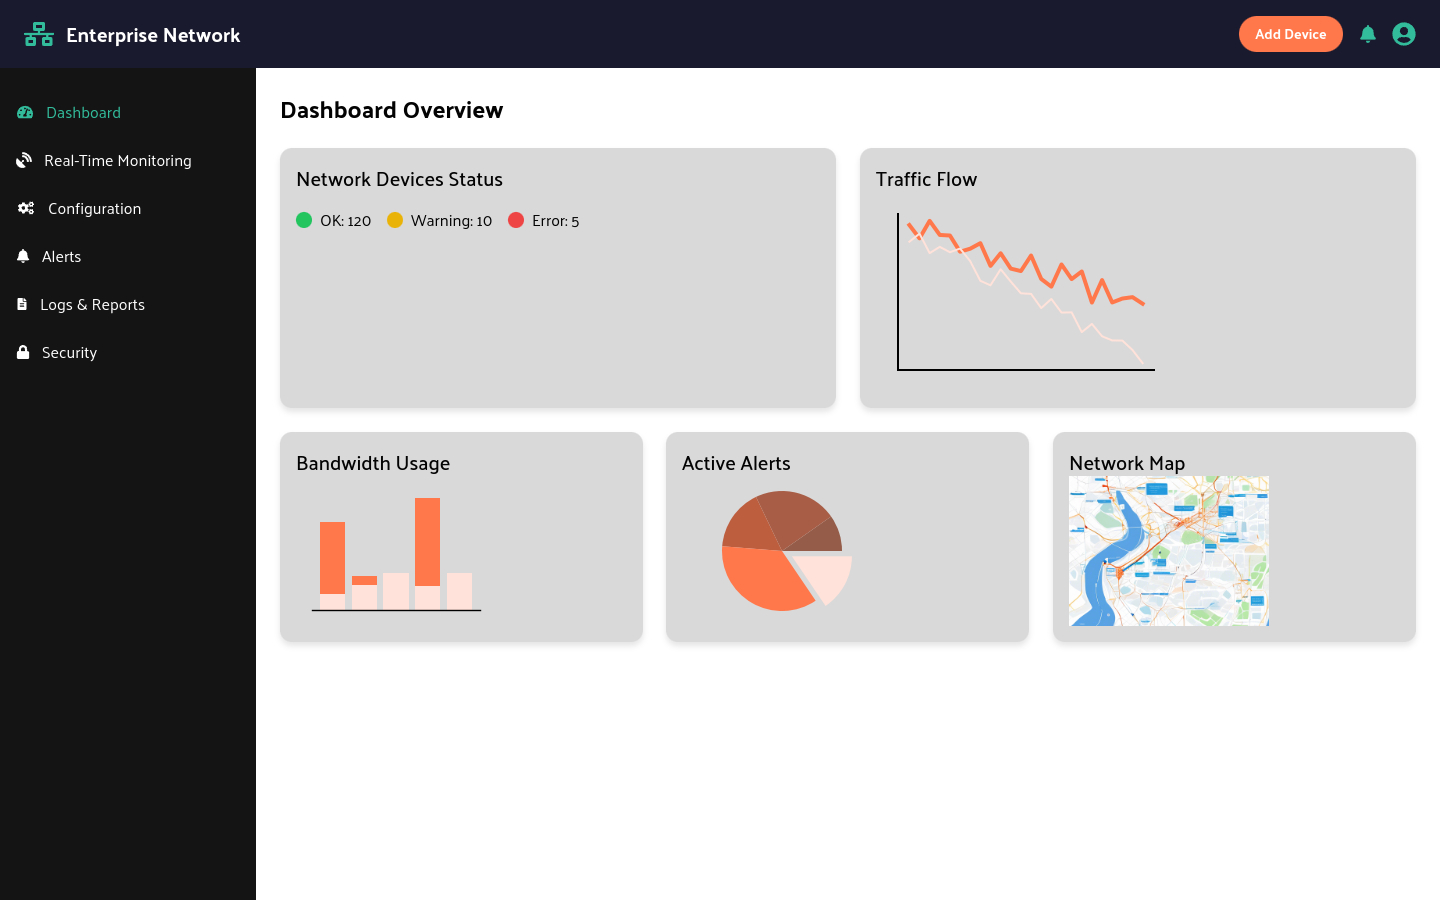 Enterprise Network
Add Device
Dashboard
Real-Time Monitoring
Configuration
Alerts
Logs & Reports
Security
Dashboard Overview
Network Devices Status
OK: 120
Warning: 10
Error: 5
Traffic Flow
Bandwidth Usage
Active Alerts
Network Map